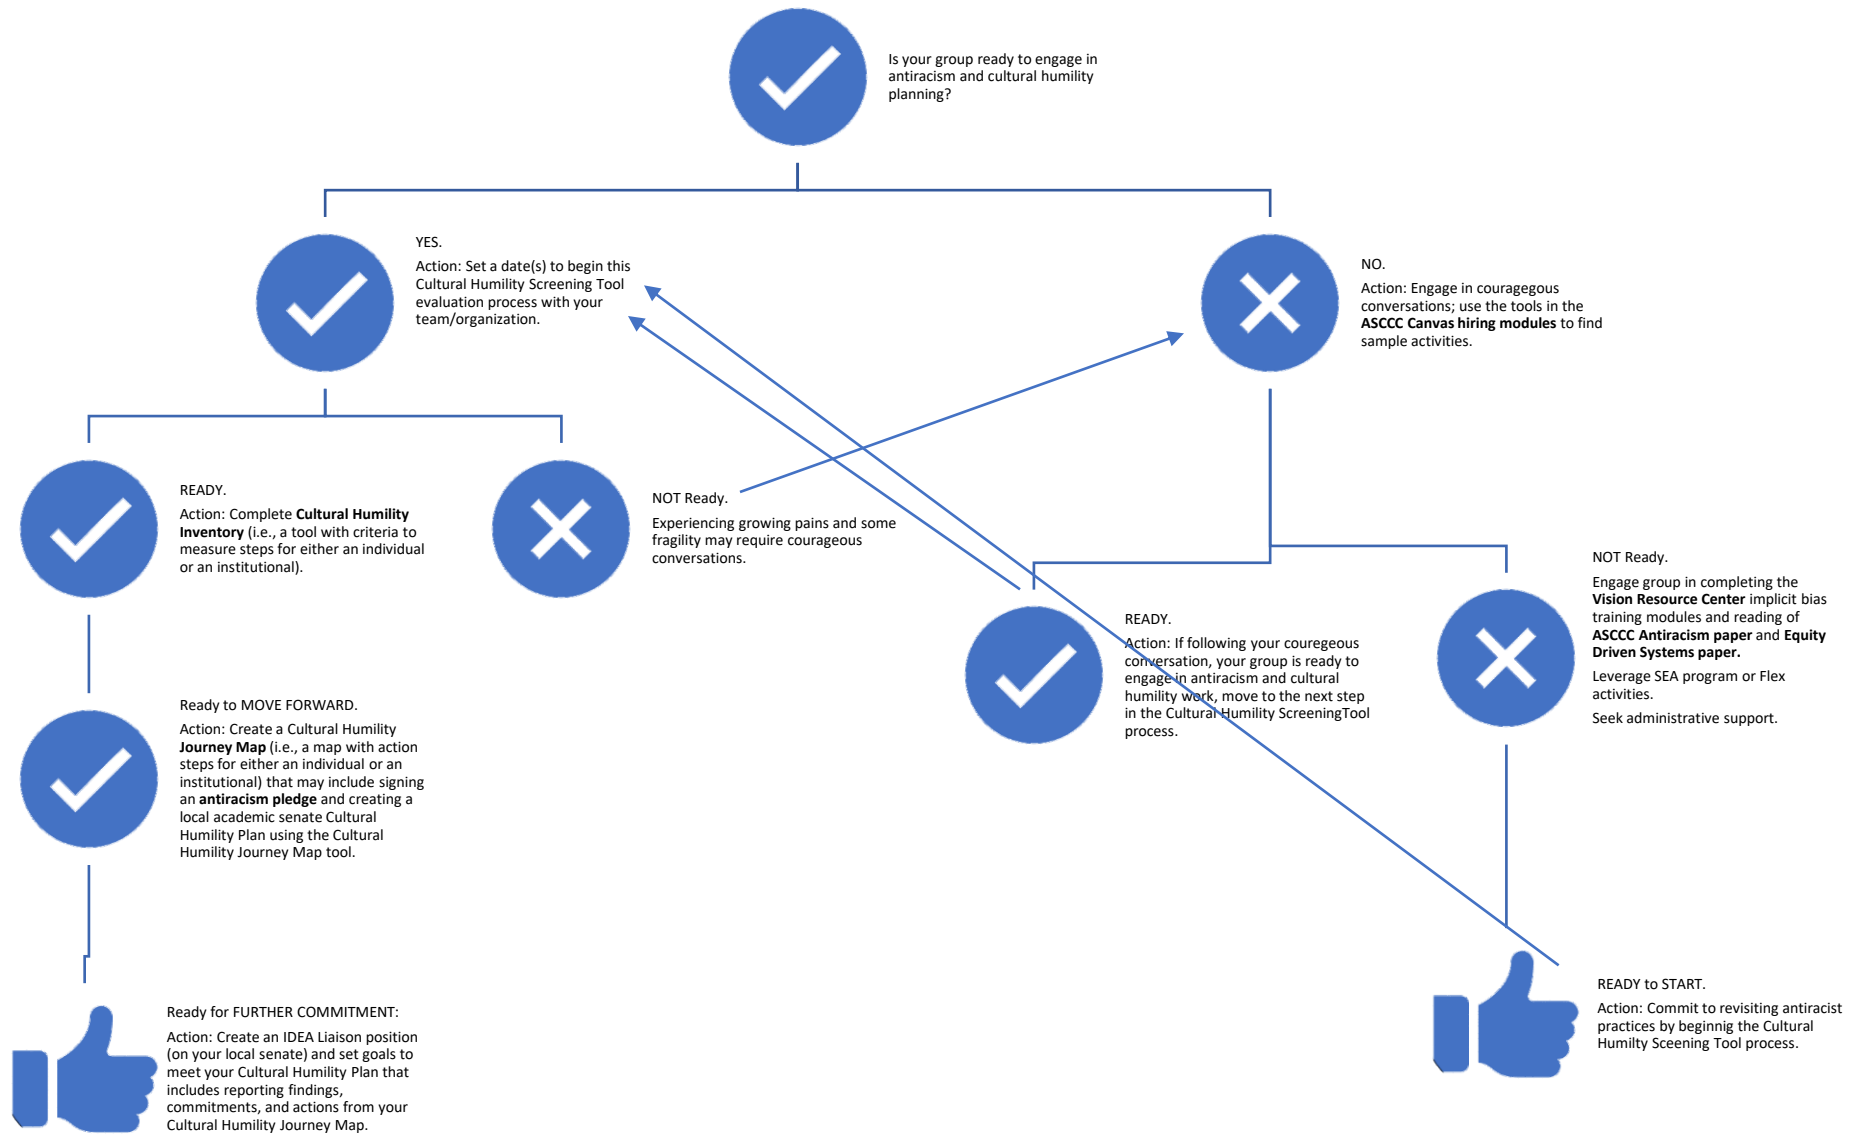 Is your group ready to engage in
antiracism and cultural humility
planning?
YES.
Action: Set a date(s) to begin this
Cultural Humility Screening Tool
evaluation process with your
team/organization.
NO.
Action: Engage in couragegous
conversations; use the tools in the
ASCCC Canvas hiring modules to find
sample activities.
READY.
Action: Complete Cultural Humility
Inventory (i.e., a tool with criteria to
measure steps for either an individual
or an institutional).
NOT Ready.
Experiencing growing pains and some
fragility may require courageous
conversations.
READY.
Action: If following your couregeous
conversation, your group is ready to
engage in antiracism and cultural
humility work, move to the next step
in the Cultural Humility ScreeningTool
process.
NOT Ready.
Engage group in completing the
Vision Resource Center implicit bias
training modules and reading of
ASCCC Antiracism paper and Equity
Driven Systems paper.
Leverage SEA program or Flex
activities.
Seek administrative support.
Ready to MOVE FORWARD.
Action: Create a Cultural Humility
Journey Map (i.e., a map with action
steps for either an individual or an
institutional) that may include signing
an antiracism pledge and creating a
local academic senate Cultural
Humility Plan using the Cultural
Humility Journey Map tool.
Ready for FURTHER COMMITMENT:
Action: Create an IDEA Liaison position
(on your local senate) and set goals to
meet your Cultural Humility Plan that
includes reporting findings,
commitments, and actions from your
Cultural Humility Journey Map.
READY to START.
Action: Commit to revisiting antiracist
practices by beginnig the Cultural
Humilty Sceening Tool process.